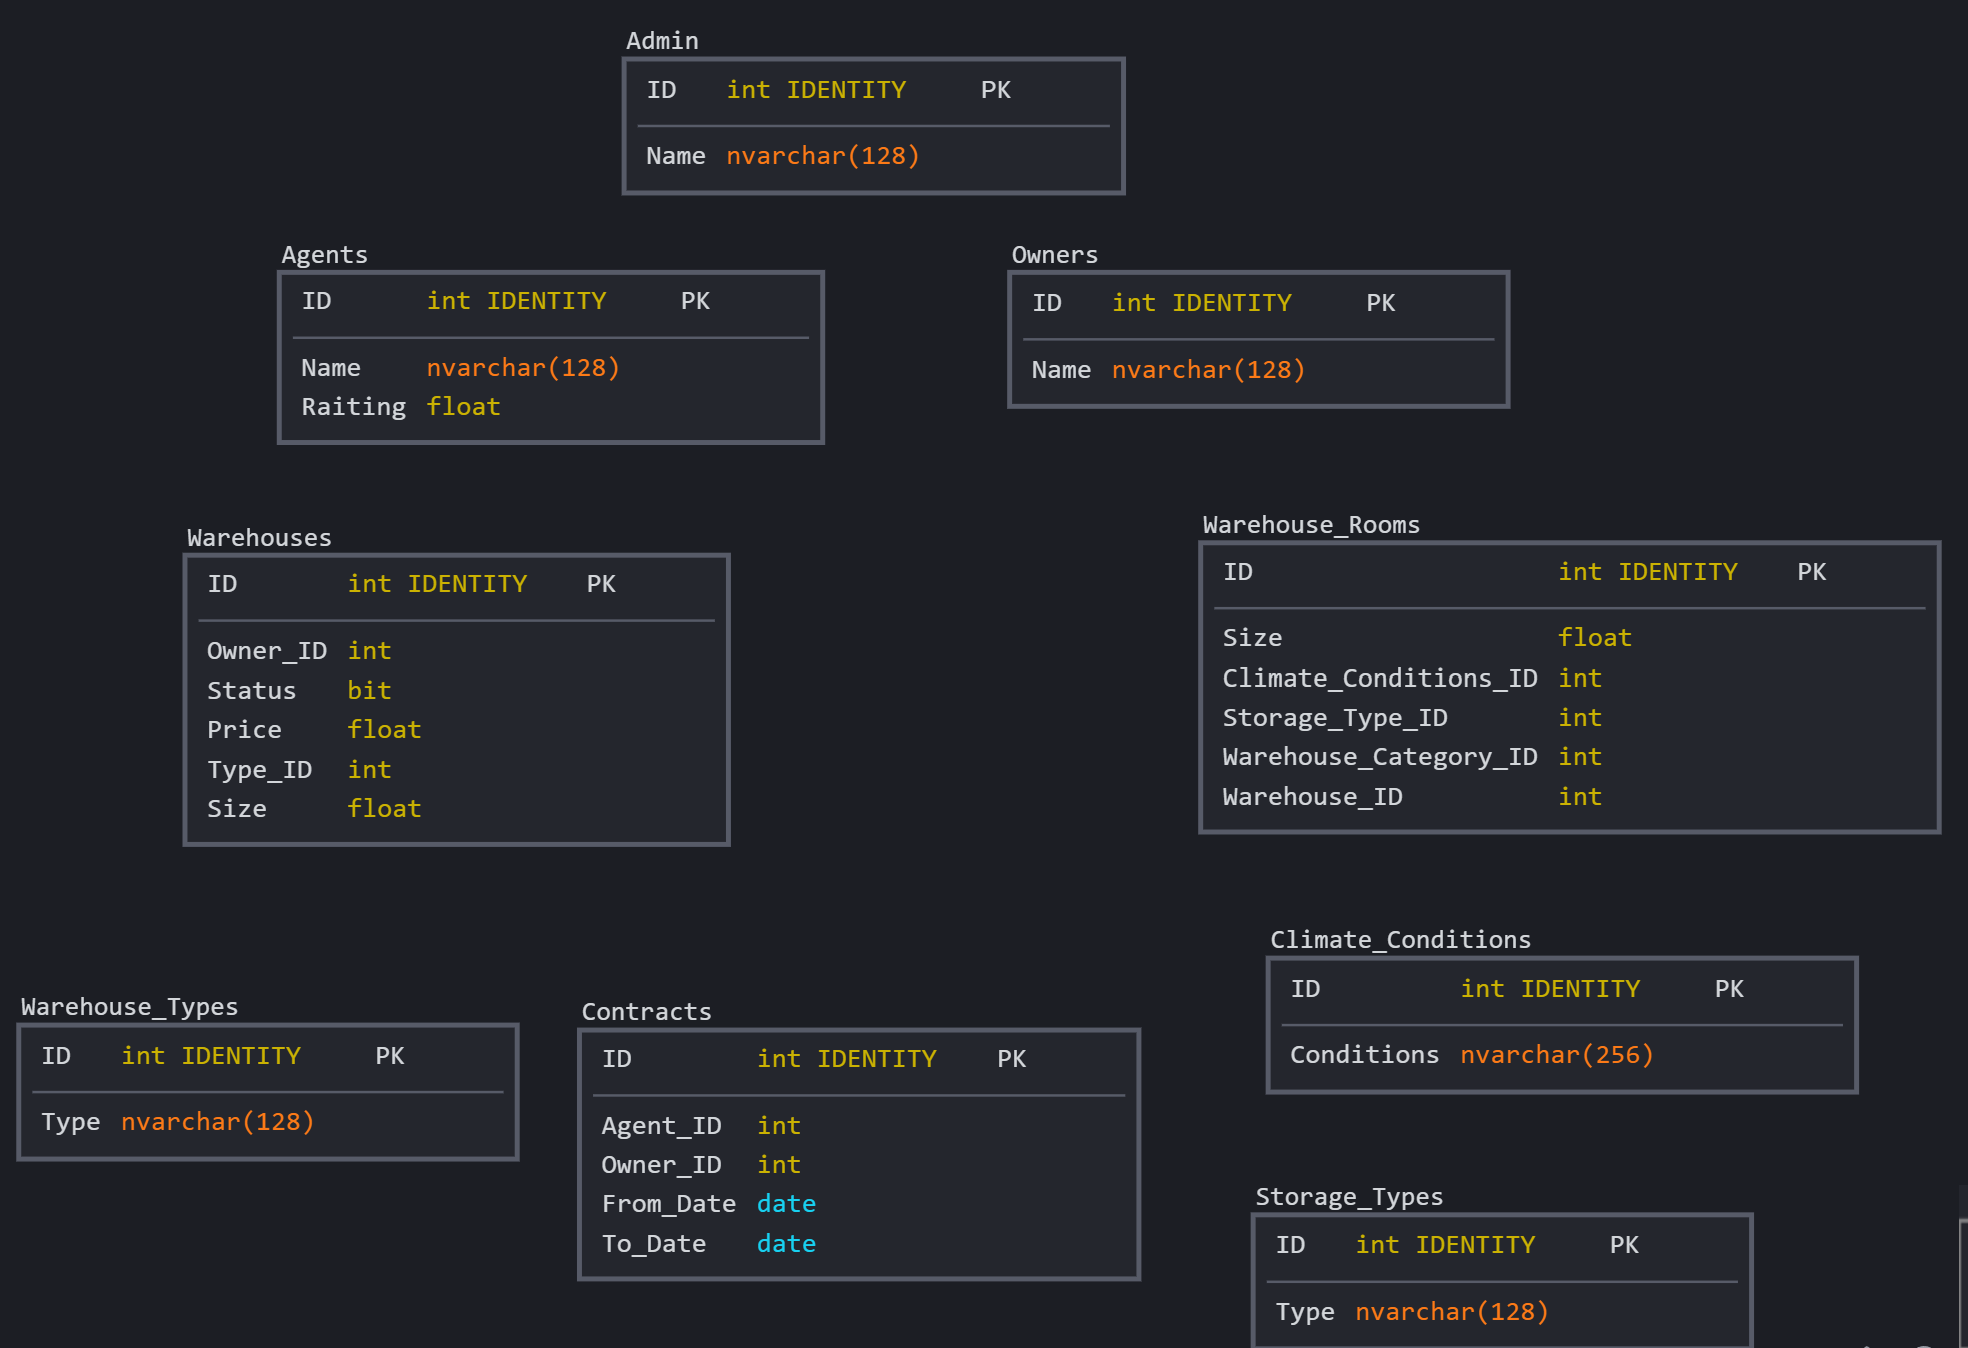 Admin
ID int IDENTITY PK
Name nvarchar(128)
Agents
ID int IDENTITY PK
Name nvarchar(128)
Raiting float
Owners
ID int IDENTITY PK
Name nvarchar(128)
Warehouses
ID int IDENTITY PK
Owner_ID int
Status bit
Price float
Type_ID int
Size float
Warehouse_Rooms
ID int IDENTITY PK
Size float
Climate_Conditions_ID int
Storage_Type_ID int
Warehouse_Category_ID int
Warehouse_ID int
Warehouse_Types
ID int IDENTITY PK
Type nvarchar(128)
Contracts
ID int IDENTITY PK
Agent_ID int
Owner_ID int
From_Date date
To_Date date
Climate_Conditions
ID int IDENTITY PK
Conditions nvarchar(256)
Storage_Types
ID int IDENTITY PK
Type nvarchar(128)